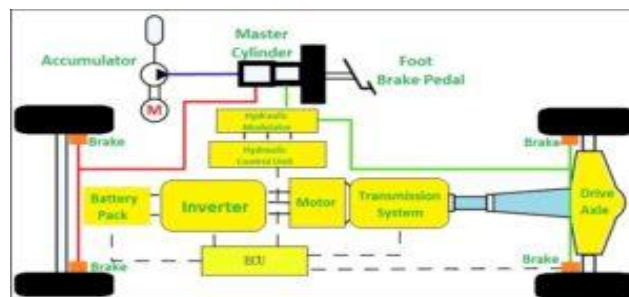 Master
Cylinder
Accumulator
Foot
Brake Pedal
M
Hydraulic
Modulator
Brake
Brake
Hydraulic
Control Unit
Battery
Pack
Inverter
Motor
Transmission
System
Drive
Axle
ECU
Brake
Brake